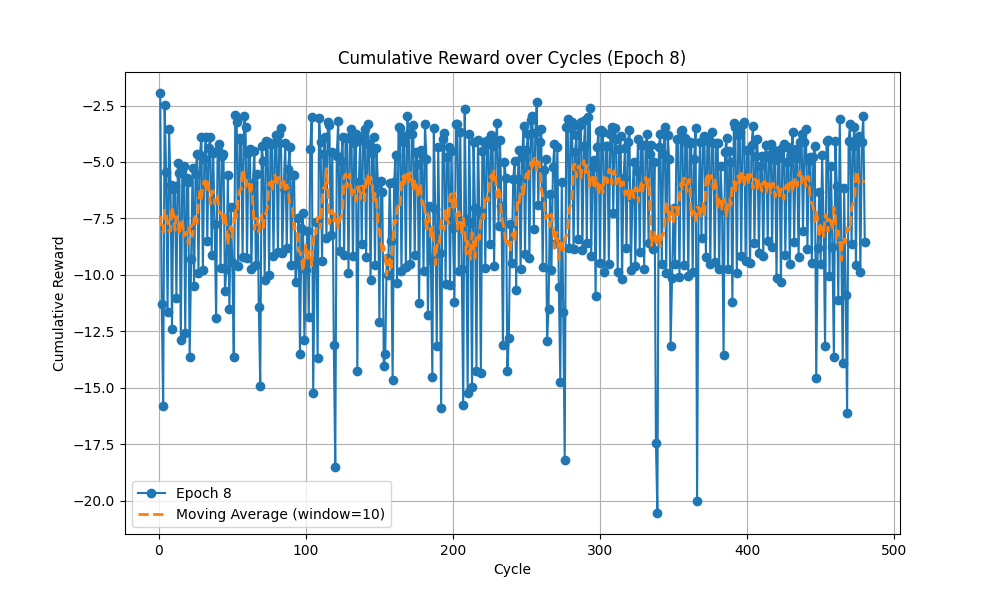 Cumulative Reward over Cycles (Epoch 8)
Cumulative Reward
−2.5
−5.0
−7.5
−10.0
−12.5
−15.0
−17.5
−20.0
Epoch 8
Moving Average (window=10)
0
100
200
300
400
500
Cycle